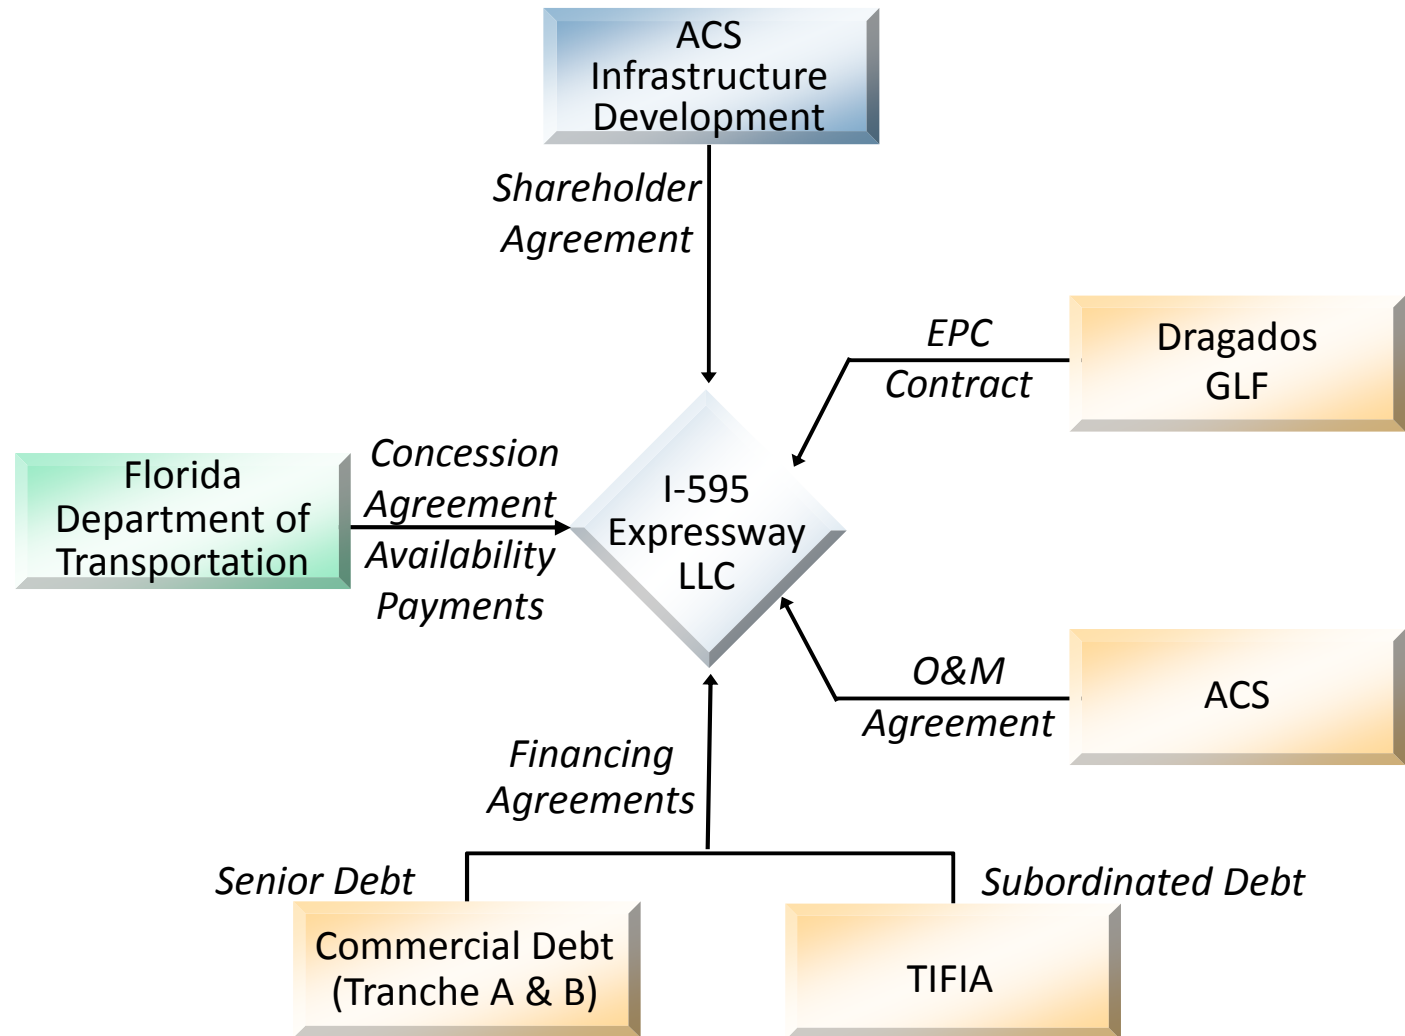 ACS
Infrastructure
Development
Shareholder
Agreement
EPC
Contract
Dragados
GLF
Florida
Department of
Transportation
Concession
Agreement
Availability
Payments
I-595
Expressway
LLC
O&M
Agreement
ACS
Financing
Agreements
Senior Debt
Subordinated Debt
Commercial Debt
(Tranche A & B)
TIFIA